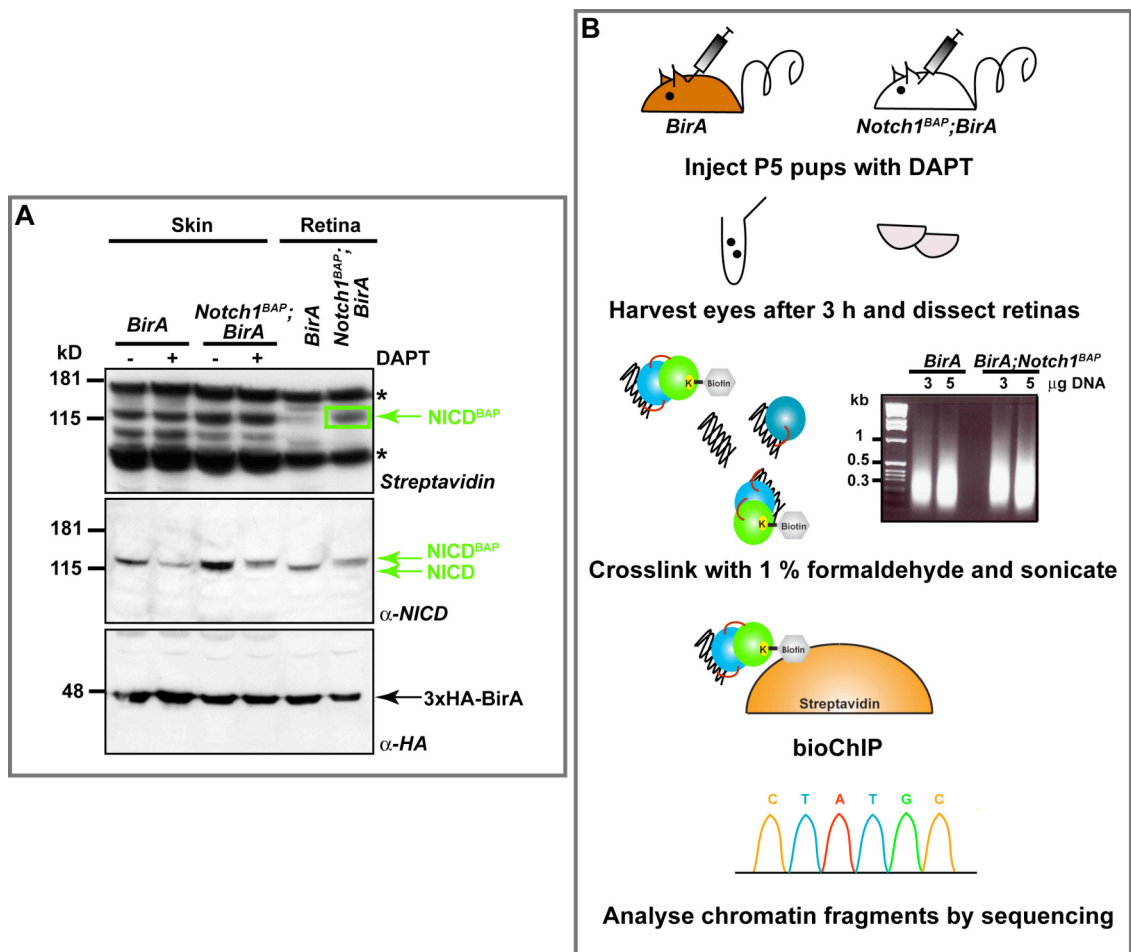 A
Skin Retina
BirA
Notch1BAP;
BirA
BirA
Notch1BAP;
BirA
kD
- + - + DAPT
181
*
115
NICDBAP
*
Streptavidin
181
NICDBAP
115
NICD
α-NICD
48
3xHA-BirA
α-HA
B
BirA
Notch1BAP;BirA
Inject P5 pups with DAPT
Harvest eyes after 3 h and dissect retinas
K Biotin
K Biotin
BirA BirA;Notch1BAP
3 5 3 5 μg DNA
kb
1
0.5
0.3
Crosslink with 1 % formaldehyde and sonicate
K Biotin
Streptavidin
bioChIP
C T A T G C
Analyse chromatin fragments by sequencing